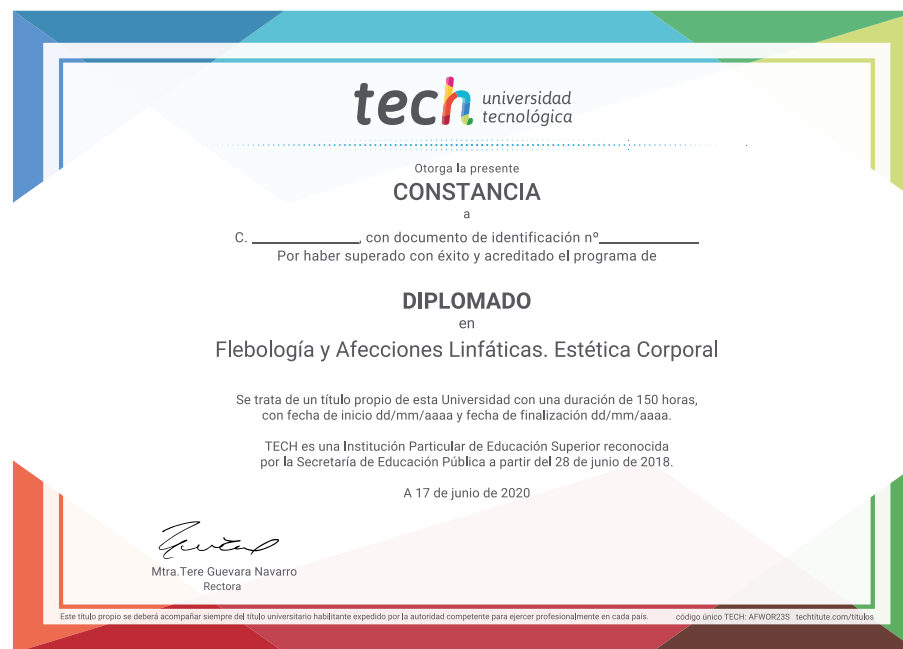 tech universidad
tecnológica
Otorga la presente
CONSTANCIA
a
C. ____________, con documento de identificación nº____________
Por haber superado con éxito y acreditado el programa de
DIPLOMADO
en
Flebología y Afecciones Linfáticas. Estética Corporal
Se trata de un título propio de esta Universidad con una duración de 150 horas,
con fecha de inicio dd/mm/aaaa y fecha de finalización dd/mm/aaaa.
TECH es una Institución Particular de Educación Superior reconocida
por la Secretaría de Educación Pública a partir del 28 de junio de 2018.
A 17 de junio de 2020
Mtra.Tere Guevara Navarro
Rectora
Este título propio se deberá acompañar siempre del título universitario habilitante expedido por la autoridad competente para ejercer profesionalmente en cada país. código único TECH: AFWOR23S techtitute.com/titulos